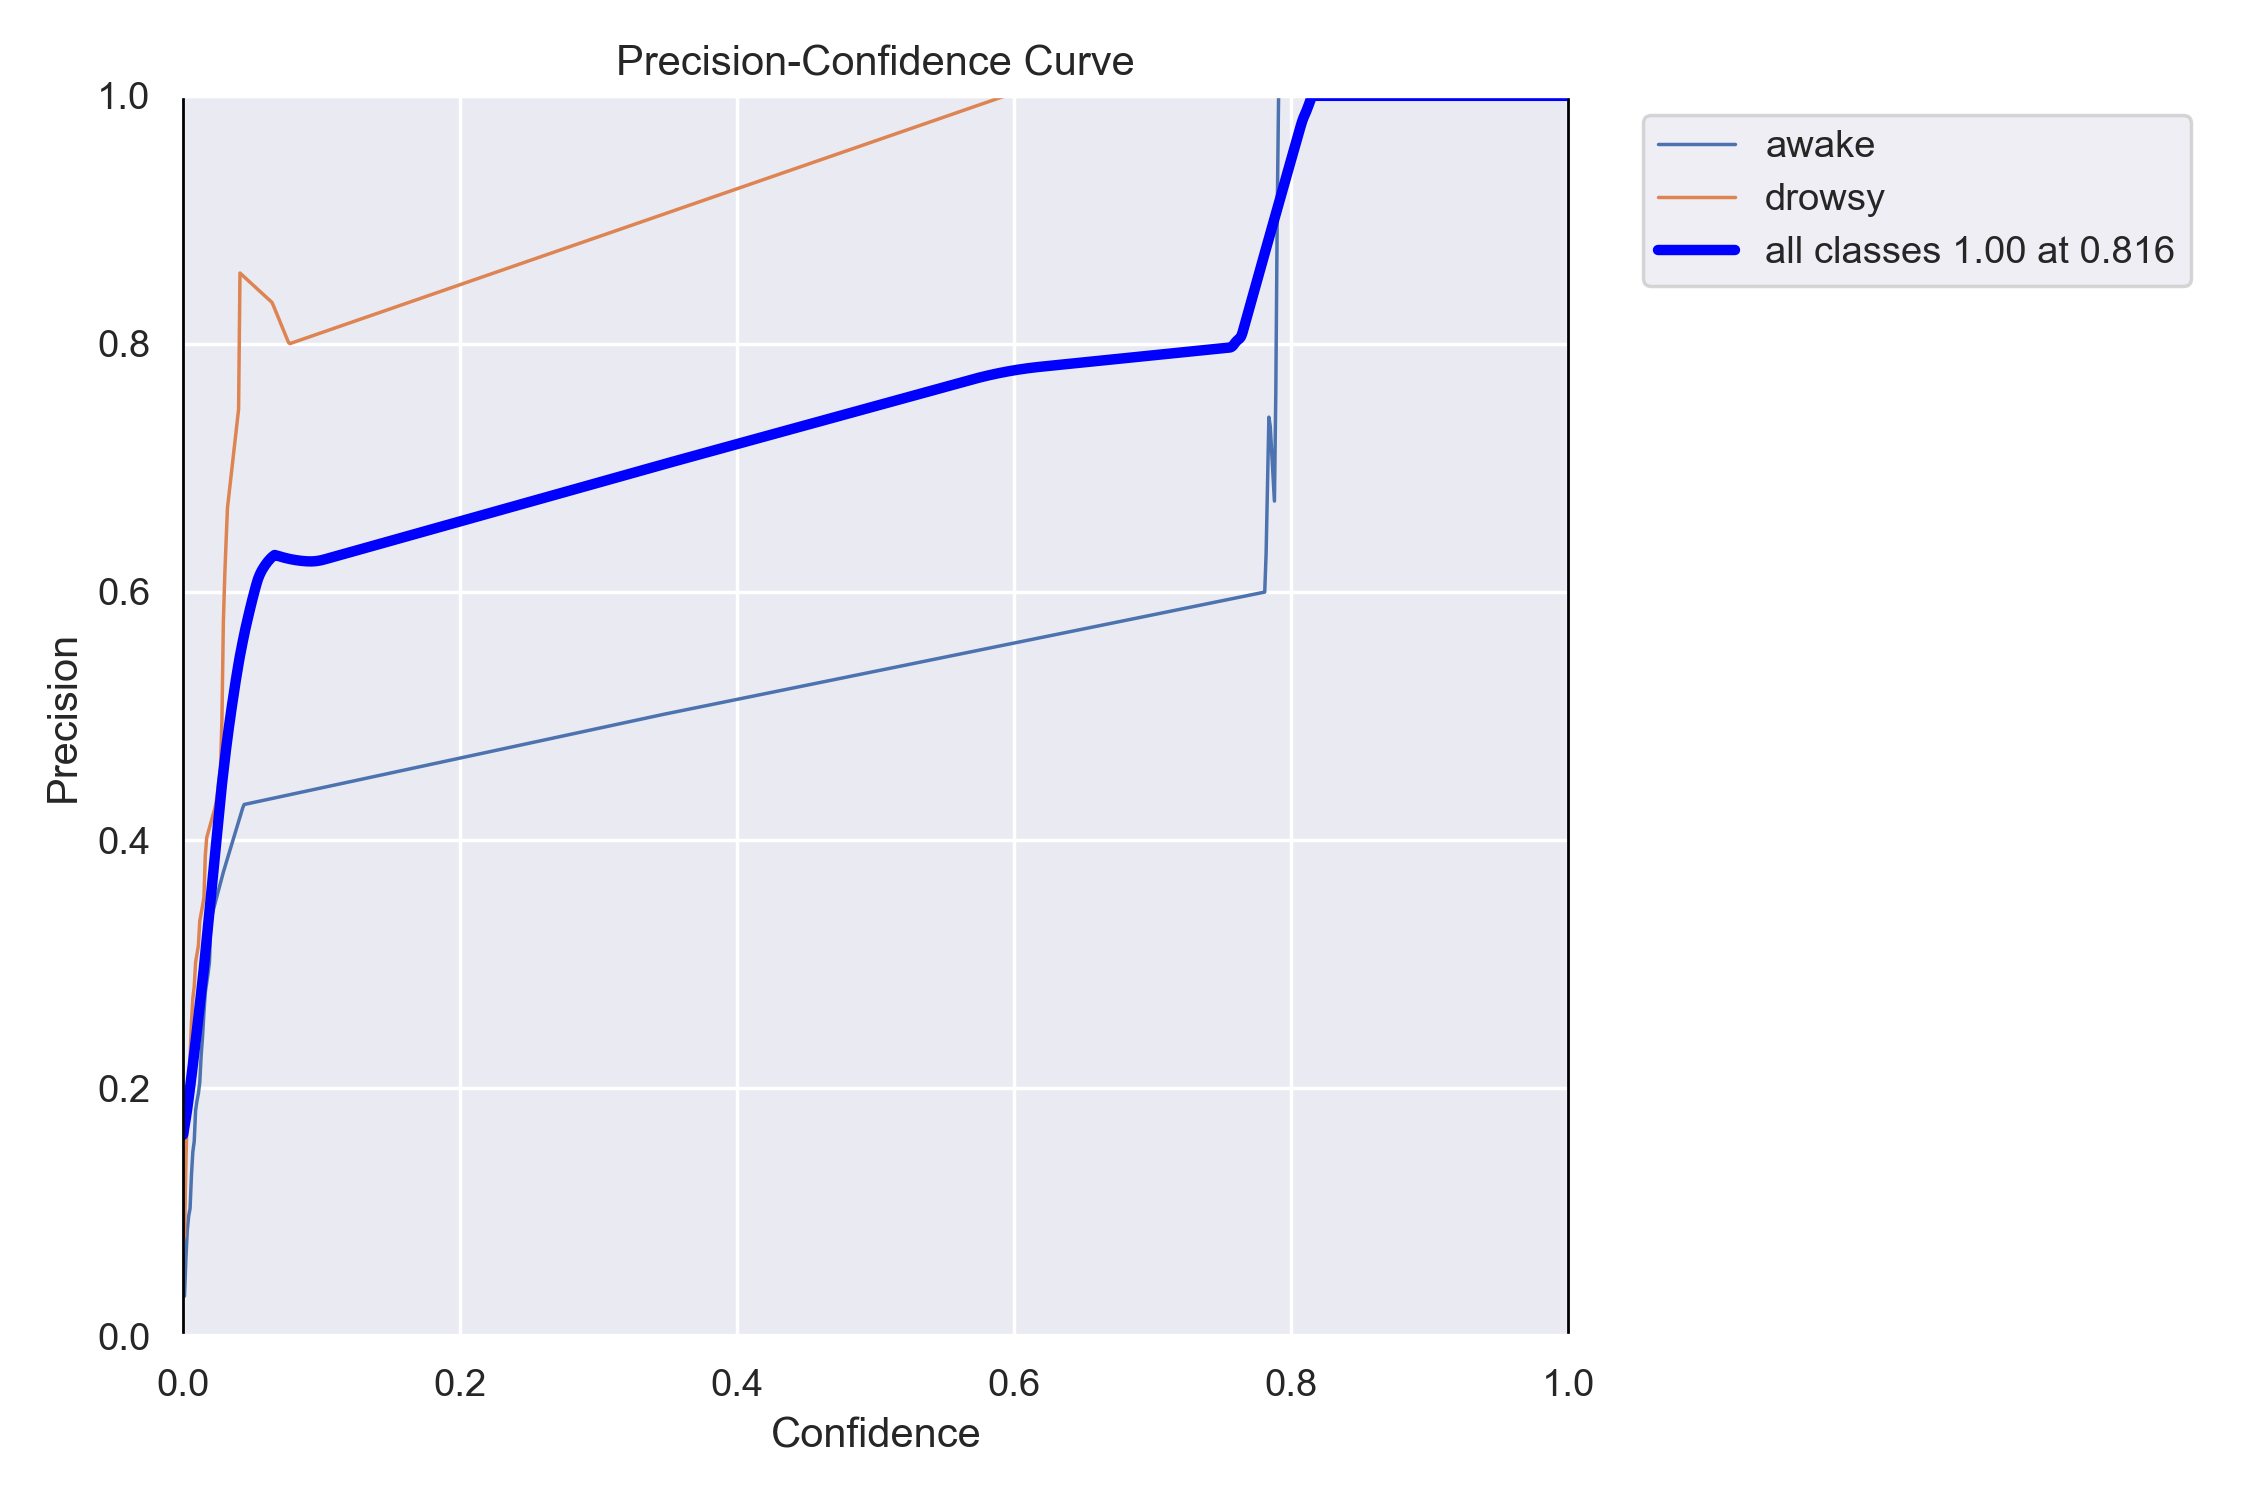 Precision-Confidence Curve
1.0
0.8
0.6
0.4
0.2
0.0
Precision
0.0 0.2 0.4 0.6 0.8 1.0
Confidence
awake
drowsy
all classes 1.00 at 0.816